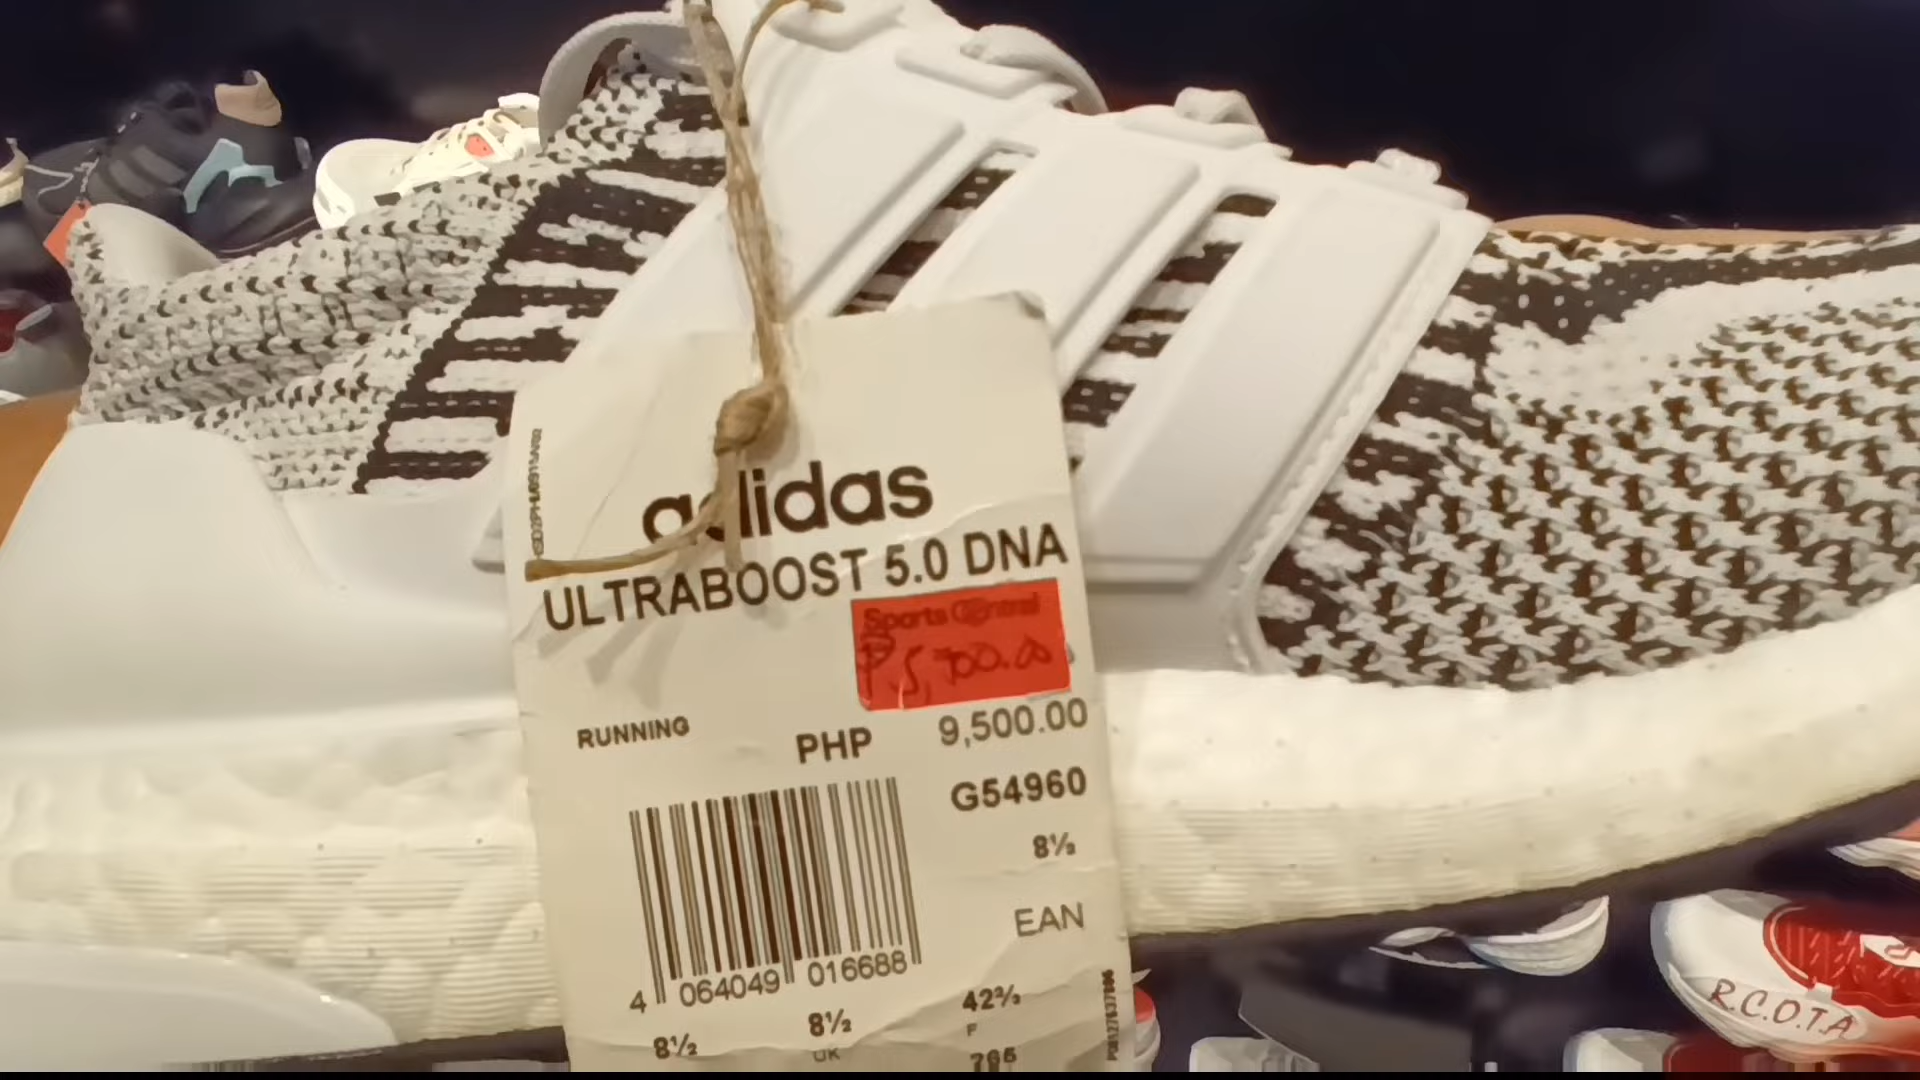 adidas
ULTRABOOST 5.0 DNA
Sports Central
₱5,700.00
RUNNING
PHP 9,500.00
G54960
8½
EAN
4 064049 016688
8½ 8½ 42⅔
UK F
R.C.O.T.A